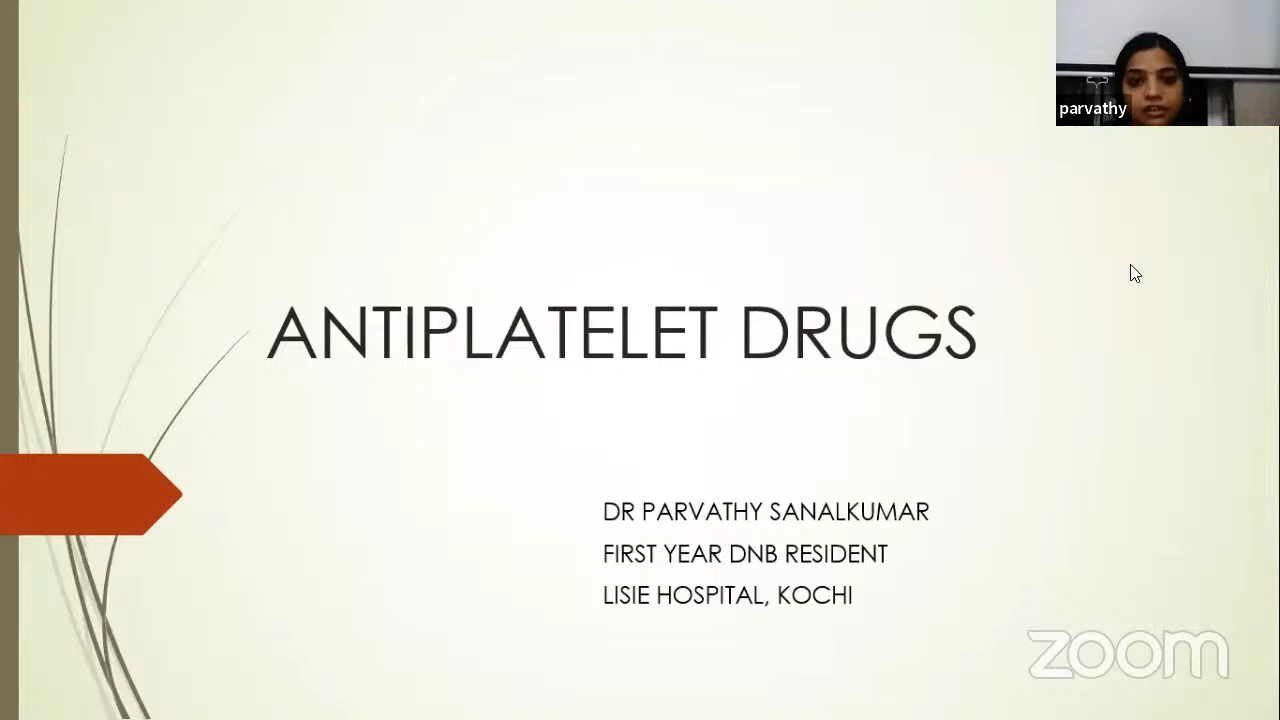 parvathy
ANTIPLATELET DRUGS
DR PARVATHY SANALKUMAR
FIRST YEAR DNB RESIDENT
LISIE HOSPITAL, KOCHI
zoom